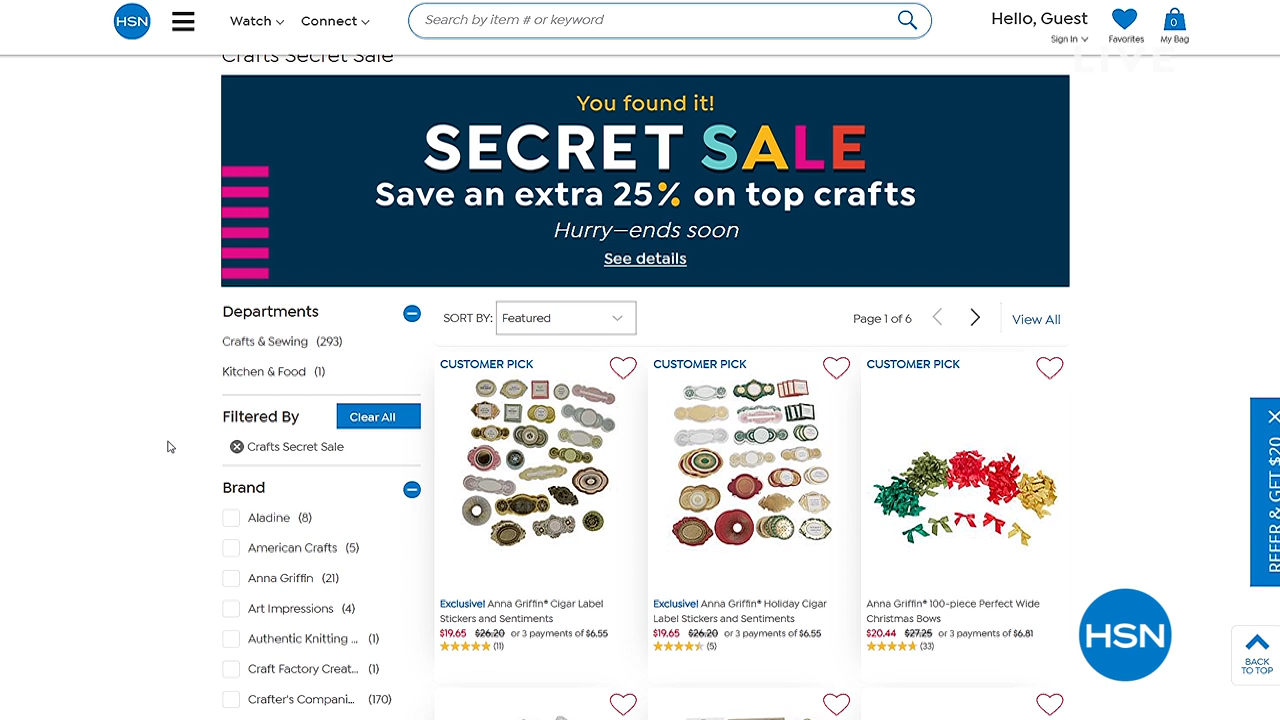 HSN
Watch
Connect
Search by item # or keyword
Hello, Guest
Sign In
Favorites
0
My Bag
LIVE
Crafts Secret Sale
You found it!
SECRET SALE
Save an extra 25% on top crafts
Hurry—ends soon
See details
Departments
Crafts & Sewing (293)
Kitchen & Food (1)
Filtered By
Clear All
Crafts Secret Sale
Brand
Aladine (8)
American Crafts (5)
Anna Griffin (21)
Art Impressions (4)
Authentic Knitting ... (1)
Craft Factory Creat... (1)
Crafter's Compani... (170)
SORT BY: Featured
Page 1 of 6
View All
CUSTOMER PICK
Exclusive! Anna Griffin® Cigar Label
Stickers and Sentiments
$19.65 $26.20 or 3 payments of $6.55
(11)
CUSTOMER PICK
Exclusive! Anna Griffin® Holiday Cigar
Label Stickers and Sentiments
$19.65 $26.20 or 3 payments of $6.55
(5)
CUSTOMER PICK
Anna Griffin® 100-piece Perfect Wide
Christmas Bows
$20.44 $27.25 or 3 payments of $6.81
(33)
REFER & GET $20
HSN
BACK
TO TOP